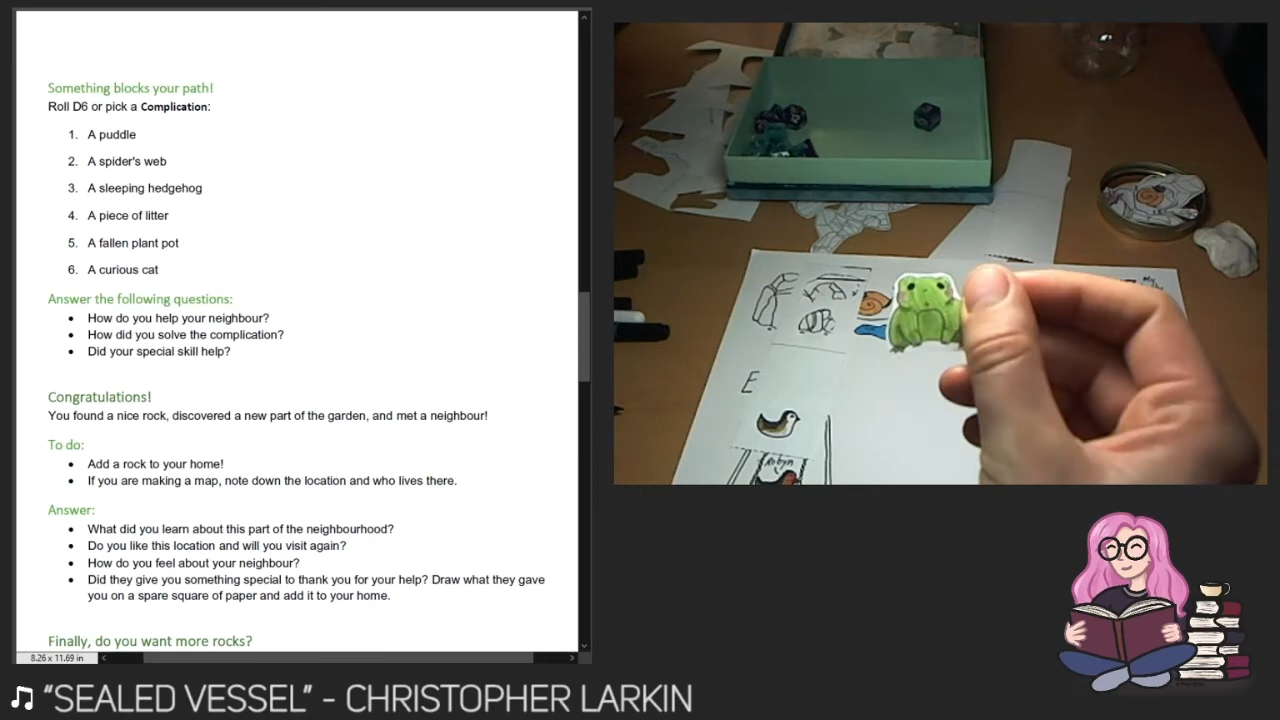 Something blocks your path!
Roll D6 or pick a Complication:
1. A puddle
2. A spider's web
3. A sleeping hedgehog
4. A piece of litter
5. A fallen plant pot
6. A curious cat
Answer the following questions:
• How do you help your neighbour?
• How did you solve the complication?
• Did your special skill help?
Congratulations!
You found a nice rock, discovered a new part of the garden, and met a neighbour!
To do:
• Add a rock to your home!
• If you are making a map, note down the location and who lives there.
Answer:
• What did you learn about this part of the neighbourhood?
• Do you like this location and will you visit again?
• How do you feel about your neighbour?
• Did they give you something special to thank you for your help? Draw what they gave
you on a spare square of paper and add it to your home.
Finally, do you want more rocks?
8.26 x 11.69 in
E
Robyn
My
♫ "SEALED VESSEL" - CHRISTOPHER LARKIN